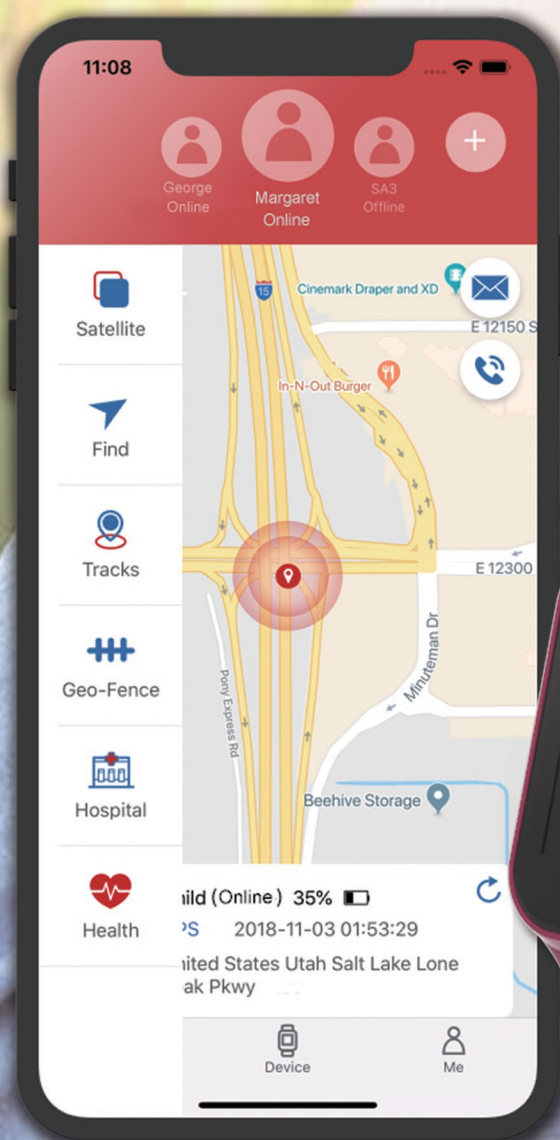 11:08
George
Online
Margaret
Online
SA3
Offline
+
Satellite
Find
Tracks
Geo-Fence
Hospital
Health
15
Cinemark Draper and XD
E 12150 S
In-N-Out Burger
E 12300
Minuteman Dr
Pony Express Rd
Beehive Storage
ild (Online) 35%
PS 2018-11-03 01:53:29
ited States Utah Salt Lake Lone
ak Pkwy
Device
Me